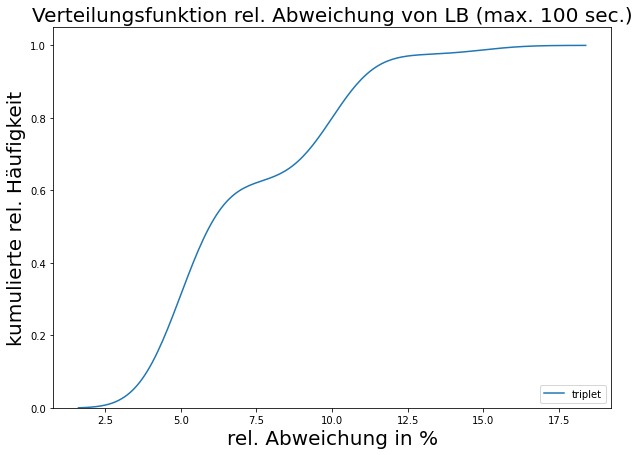 Verteilungsfunktion rel. Abweichung von LB (max. 100 sec.)
kumulierte rel. Häufigkeit
1.0
0.8
0.6
0.4
0.2
0.0
triplet
2.5 5.0 7.5 10.0 12.5 15.0 17.5
rel. Abweichung in %